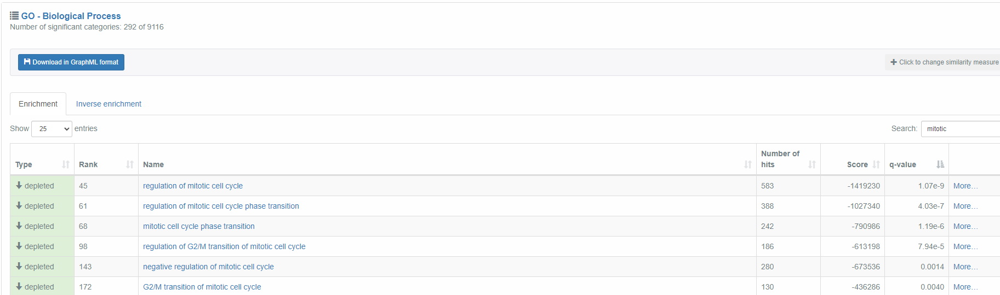 GO - Biological Process
Number of significant categories: 292 of 9116
Download in GraphML format
Click to change similarity measure
Enrichment Inverse enrichment
Show 25 entries Search: mitotic
Type Rank Name Number of hits Score q-value
depleted 45 regulation of mitotic cell cycle 583 -1419230 1.07e-9 More...
depleted 61 regulation of mitotic cell cycle phase transition 388 -1027340 4.03e-7 More...
depleted 68 mitotic cell cycle phase transition 242 -790986 1.19e-6 More...
depleted 98 regulation of G2/M transition of mitotic cell cycle 186 -613198 7.94e-5 More...
depleted 143 negative regulation of mitotic cell cycle 280 -673536 0.0014 More...
depleted 172 G2/M transition of mitotic cell cycle 130 -436286 0.0040 More...